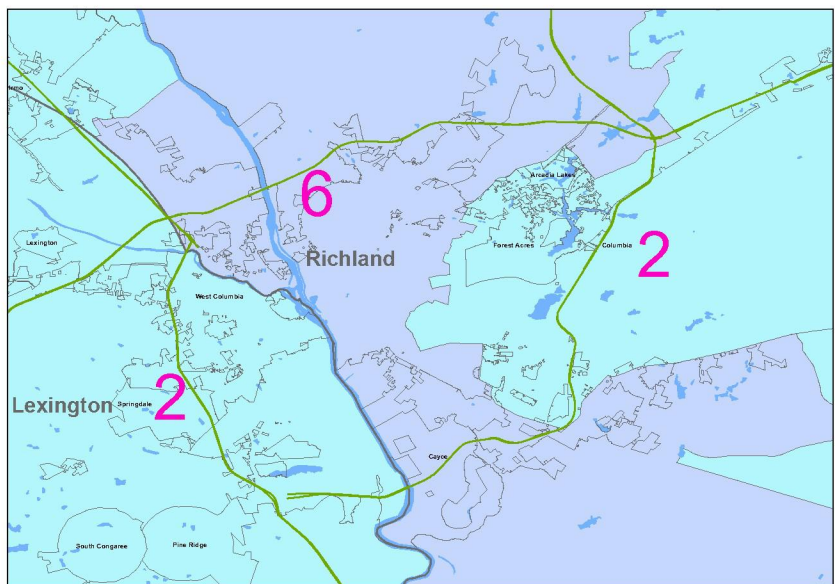 Irmo
Arcadia Lakes
6
Lexington
Forest Acres
Columbia
2
Richland
West Columbia
2
Lexington
Springdale
Cayce
South Congaree
Pine Ridge